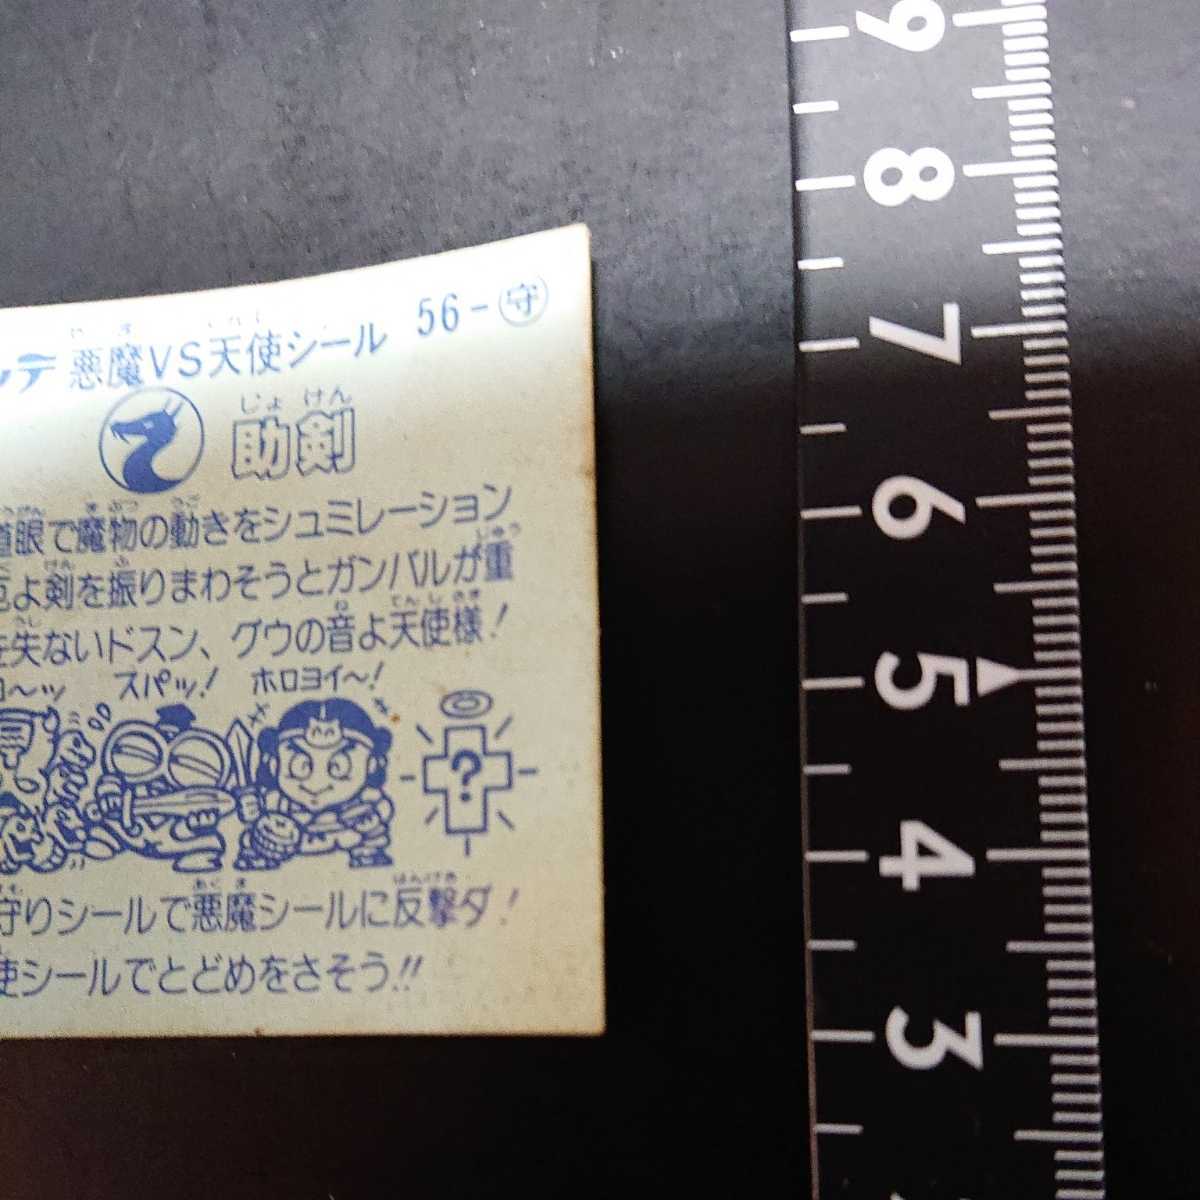 ッテ 悪魔VS天使シール 56-守
じょ けん
助剣
道眼で魔物の動きをシュミレーション
よ剣を振りまわそうとガンバルが重
を失ないドスン、グウの音よ天使様!
〜ッ スパッ! ホロヨイ〜!
?
守りシールで悪魔シールに反撃ダ!
使シールでとどめをさそう!!
9
8
7
6
5
4
3